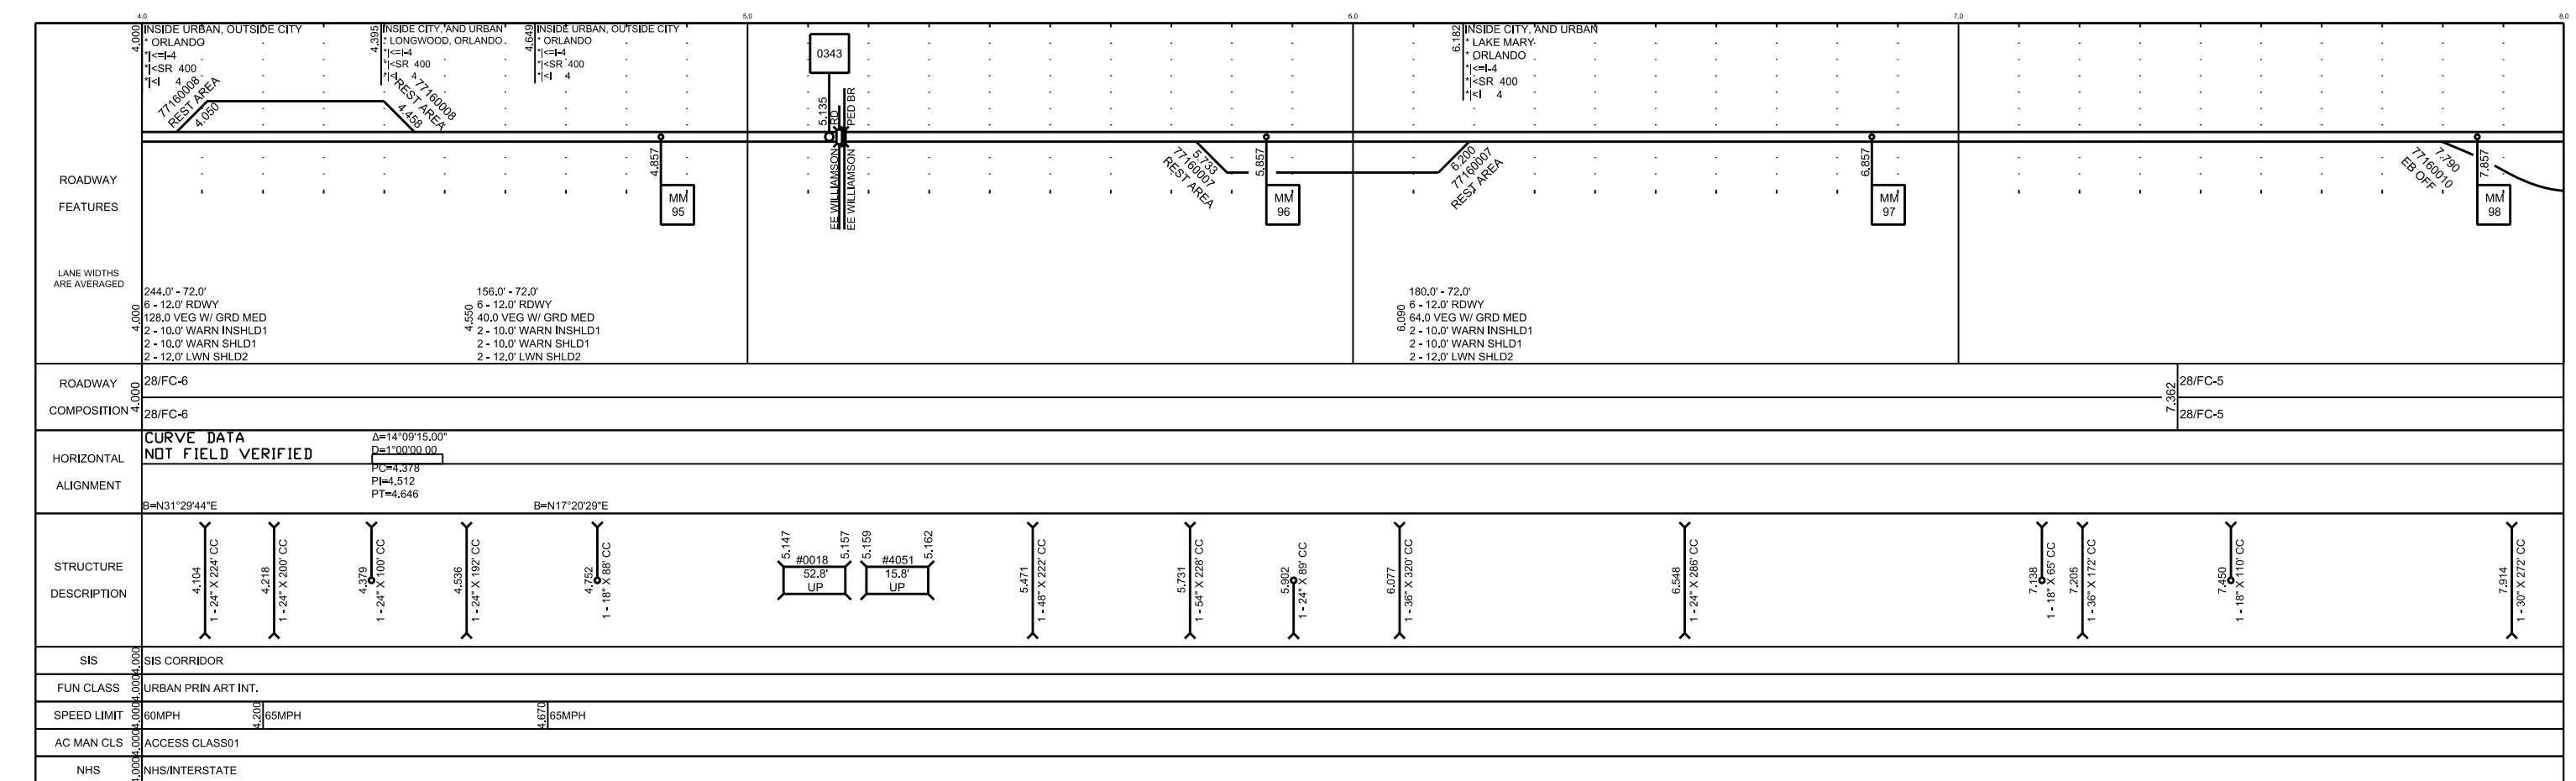 4.0
5.0
6.0
7.0
8.0
4.000
INSIDE URBAN, OUTSIDE CITY
* ORLANDO
*|<=I-4
*|<SR 400
*|<I 4
4.395
INSIDE CITY, AND URBAN
* LONGWOOD, ORLANDO
*|<=I-4
*|<SR 400
*|<I 4
4.649
INSIDE URBAN, OUTSIDE CITY
* ORLANDO
*|<=I-4
*|<SR 400
*|<I 4
6.182
INSIDE CITY, AND URBAN
* LAKE MARY
* ORLANDO
*|<=I-4
*|<SR 400
*|<I 4
77160008
REST AREA
4.050
77160008
REST AREA
4.458
0343
5.135
EE WILLIAMSON RD
EE WILLIAMSON PED BR
4.857
MM
95
5.733
77160007
REST AREA
5.857
MM
96
6.200
77160007
REST AREA
6.857
MM
97
7.790
77160010
EB OFF
7.857
MM
98
ROADWAY
FEATURES
LANE WIDTHS
ARE AVERAGED
4.000
244.0' - 72.0'
6 - 12.0' RDWY
128.0 VEG W/ GRD MED
2 - 10.0' WARN INSHLD1
2 - 10.0' WARN SHLD1
2 - 12.0' LWN SHLD2
4.550
156.0' - 72.0'
6 - 12.0' RDWY
40.0 VEG W/ GRD MED
2 - 10.0' WARN INSHLD1
2 - 10.0' WARN SHLD1
2 - 12.0' LWN SHLD2
6.090
180.0' - 72.0'
6 - 12.0' RDWY
64.0 VEG W/ GRD MED
2 - 10.0' WARN INSHLD1
2 - 10.0' WARN SHLD1
2 - 12.0' LWN SHLD2
ROADWAY
COMPOSITION
4.000
28/FC-6
28/FC-6
7.362
28/FC-5
28/FC-5
HORIZONTAL
ALIGNMENT
CURVE DATA
NOT FIELD VERIFIED
Δ=14°09'15.00"
D=1°00'00.00
PC=4.378
PI=4.512
PT=4.646
B=N31°29'44"E
B=N17°20'29"E
STRUCTURE
DESCRIPTION
4.104
1 - 24" X 224' CC
4.218
1 - 24" X 200' CC
4.379
1 - 24" X 100' CC
4.536
1 - 24" X 192' CC
4.752
1 - 18" X 88' CC
5.147
#0018
52.8'
UP
5.157
5.159
#4051
15.8'
UP
5.162
5.471
1 - 48" X 222' CC
5.731
1 - 54" X 228' CC
5.902
1 - 24" X 89' CC
6.077
1 - 36" X 320' CC
6.548
1 - 24" X 286' CC
7.138
1 - 18" X 65' CC
7.205
1 - 36" X 172' CC
7.450
1 - 18" X 110' CC
7.914
1 - 30" X 272' CC
SIS
4.000
SIS CORRIDOR
FUN CLASS
4.000
URBAN PRIN ART INT.
SPEED LIMIT
4.000
60MPH
4.200
65MPH
4.670
65MPH
AC MAN CLS
4.000
ACCESS CLASS01
NHS
4.000
NHS/INTERSTATE